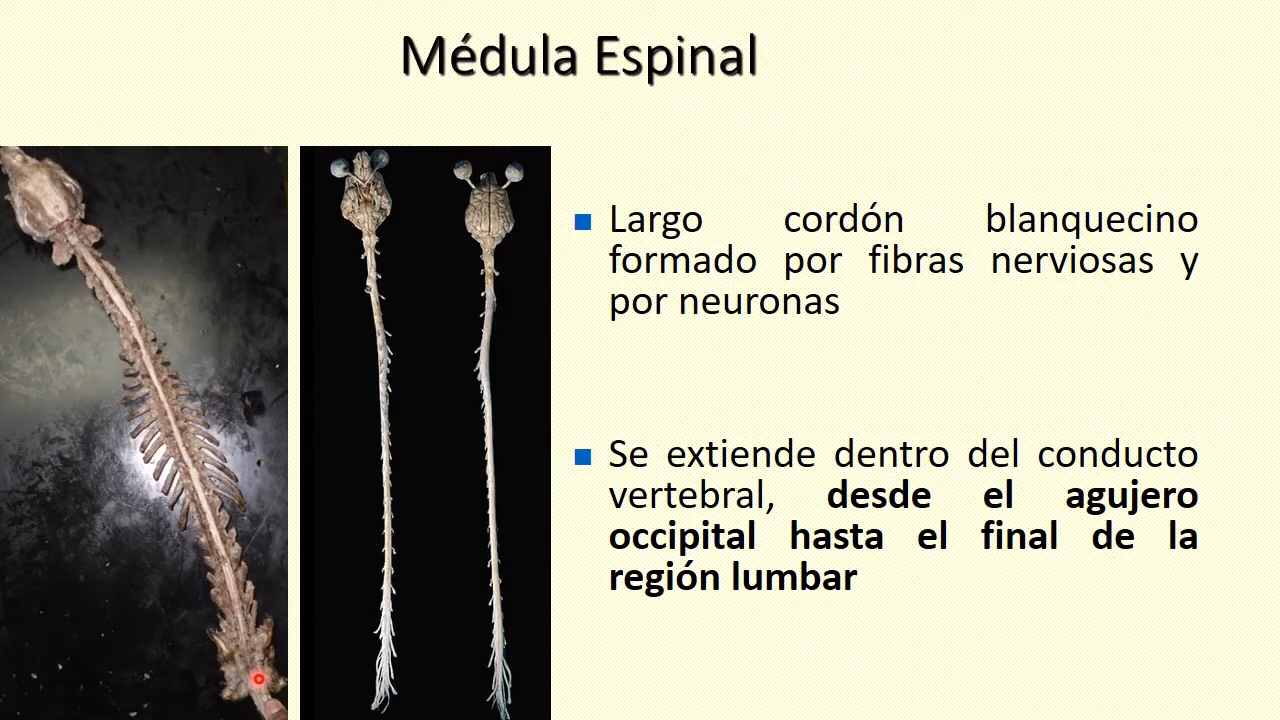 Médula Espinal
Largo cordón blanquecino
formado por fibras nerviosas y
por neuronas
Se extiende dentro del conducto
vertebral, desde el agujero
occipital hasta el final de la
región lumbar